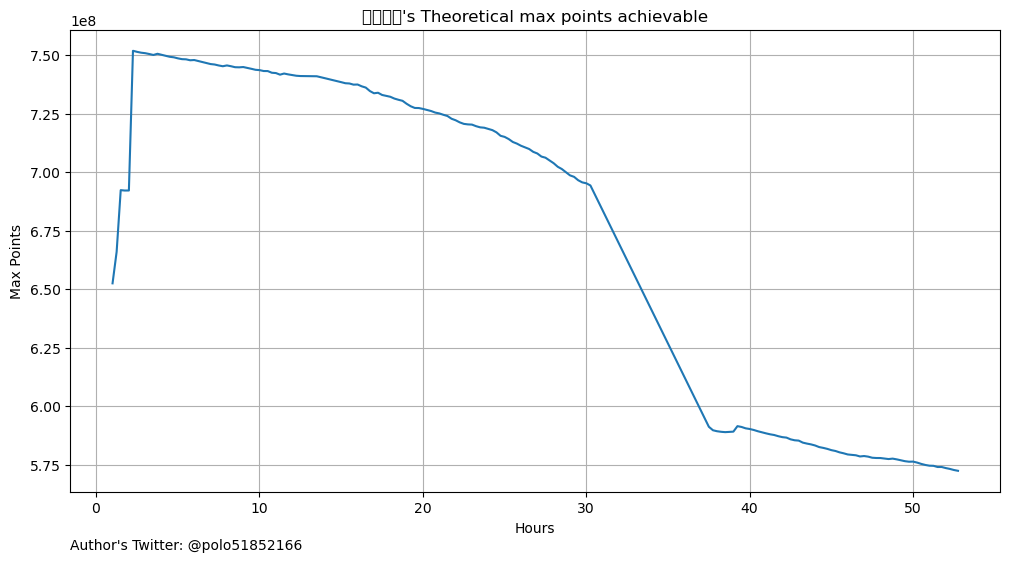 's Theoretical max points achievable
1e8
7.50
7.25
7.00
6.75
6.50
6.25
6.00
5.75
Max Points
0 10 20 30 40 50
Hours
Author's Twitter: @polo51852166